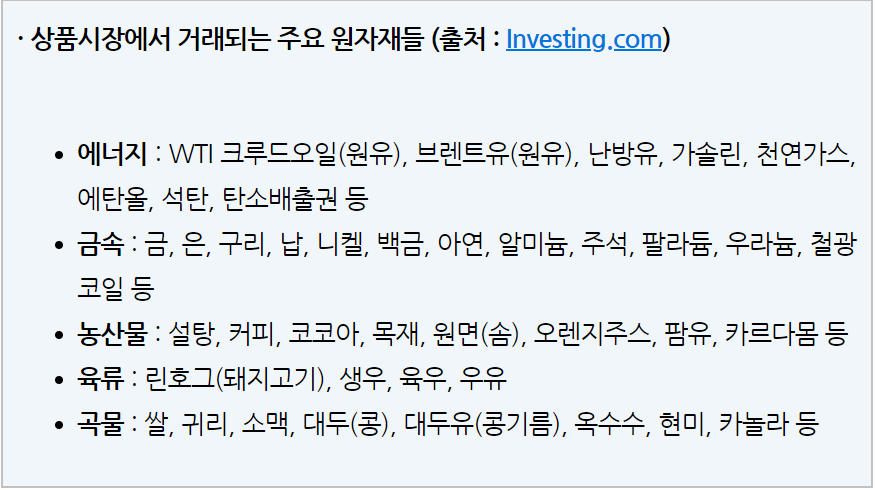 · 상품시장에서 거래되는 주요 원자재들 (출처 : Investing.com)
• 에너지 : WTI 크루드오일(원유), 브렌트유(원유), 난방유, 가솔린, 천연가스,
에탄올, 석탄, 탄소배출권 등
• 금속 : 금, 은, 구리, 납, 니켈, 백금, 아연, 알미늄, 주석, 팔라듐, 우라늄, 철광
코일 등
• 농산물 : 설탕, 커피, 코코아, 목재, 원면(솜), 오렌지주스, 팜유, 카르다몸 등
• 육류 : 린호그(돼지고기), 생우, 육우, 우유
• 곡물 : 쌀, 귀리, 소맥, 대두(콩), 대두유(콩기름), 옥수수, 현미, 카놀라 등